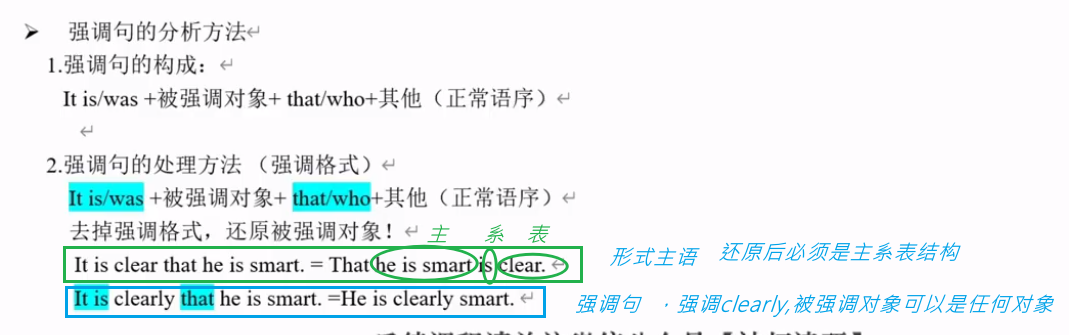 ➤ 强调句的分析方法↵
1.强调句的构成：↵
It is/was +被强调对象+ that/who+其他（正常语序）↵
↵
2.强调句的处理方法 （强调格式）↵
It is/was +被强调对象+ that/who+其他（正常语序）↵
去掉强调格式，还原被强调对象！↵ 主 系 表
It is clear that he is smart. = That he is smart is clear.↵ 形式主语 还原后必须是主系表结构
It is clearly that he is smart. =He is clearly smart.↵ 强调句 ，强调clearly,被强调对象可以是任何对象